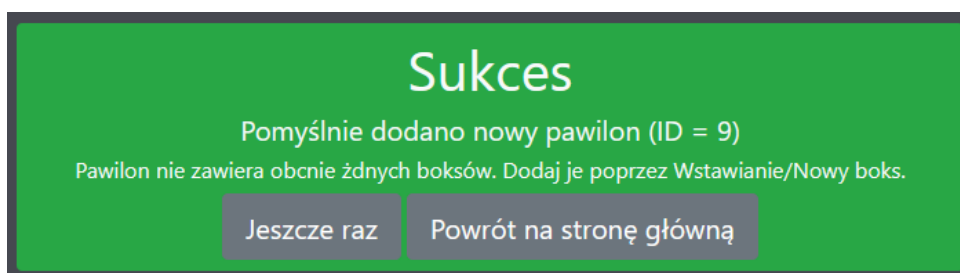 Sukces
Pomyślnie dodano nowy pawilon (ID = 9)
Pawilon nie zawiera obcnie żdnych boksów. Dodaj je poprzez Wstawianie/Nowy boks.
Jeszcze raz Powrót na stronę główną